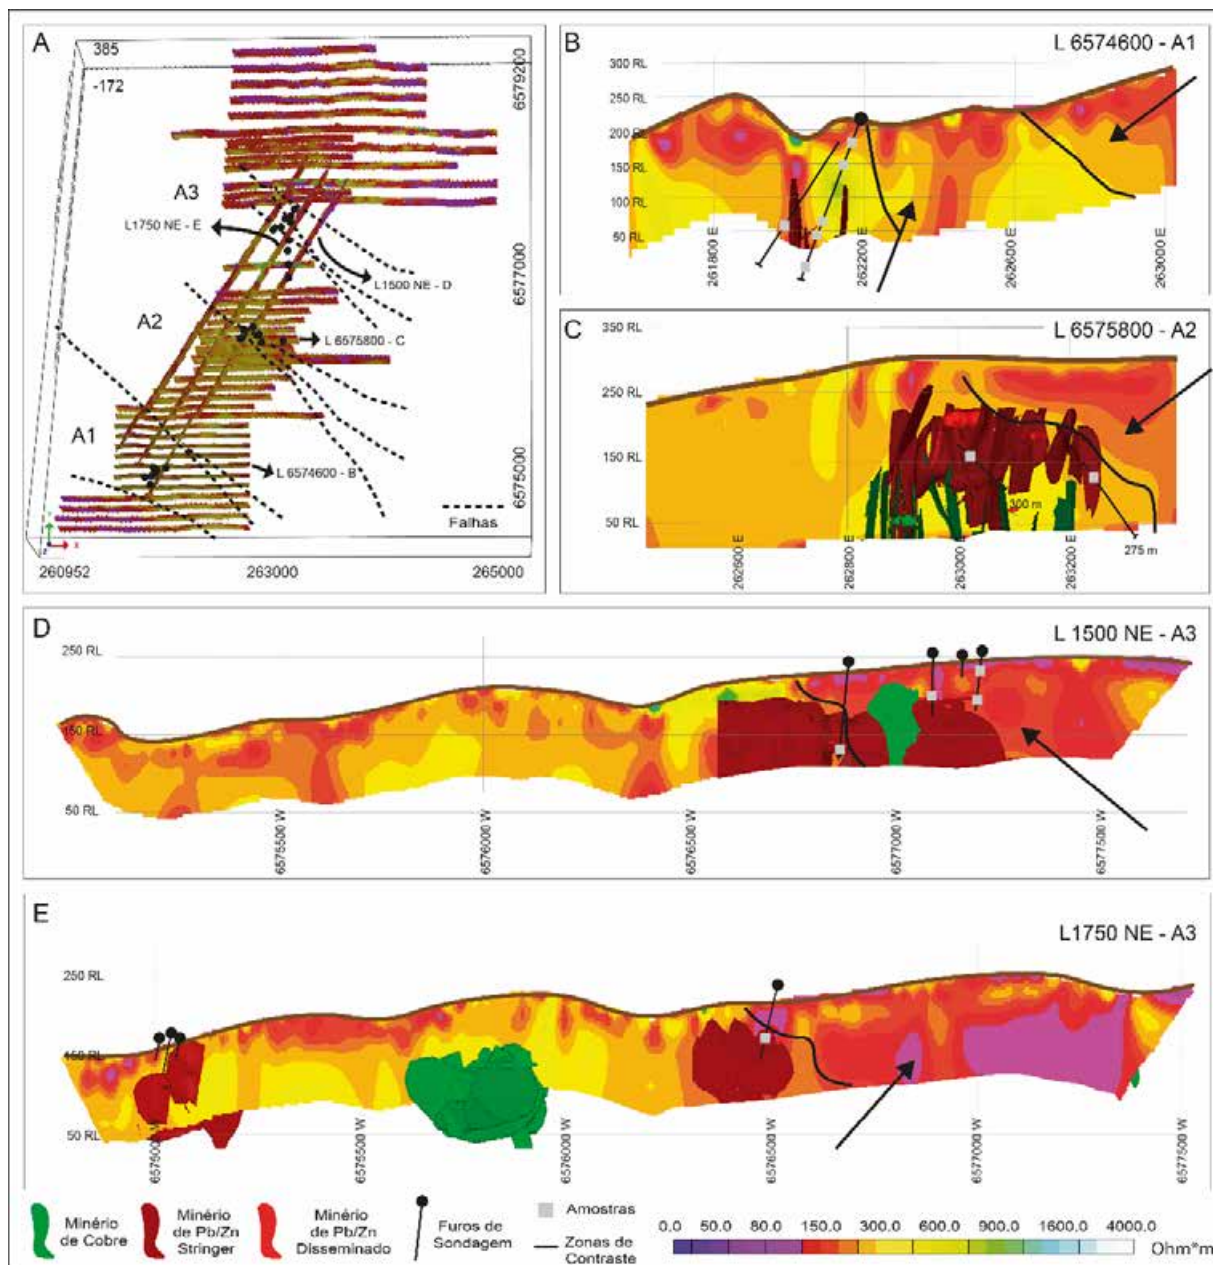 A
385
-172
6579200
A3
L1750 NE - E
L1500 NE - D
6577000
A2
L 6575800 - C
A1
L 6574600 - B
6575000
Falhas
260952
263000
265000
B
L 6574600 - A1
300 RL
250 RL
200 RL
150 RL
100 RL
50 RL
261800 E
262200 E
262600 E
263000 E
C
L 6575800 - A2
350 RL
250 RL
150 RL
50 RL
300 m
275 m
262600 E
262800 E
263000 E
263200 E
D
L 1500 NE - A3
250 RL
150 RL
50 RL
6575500 W
6576000 W
6576500 W
6577000 W
6577500 W
E
L1750 NE - A3
250 RL
150 RL
50 RL
6575000 W
6575500 W
6576000 W
6576500 W
6577000 W
6577500 W
Minério de Cobre
Minério de Pb/Zn Stringer
Minério de Pb/Zn Disseminado
Furos de Sondagem
Amostras
Zonas de Contraste
0.0 50.0 80.0 150.0 300.0 600.0 900.0 1600.0 4000.0
Ohm*m